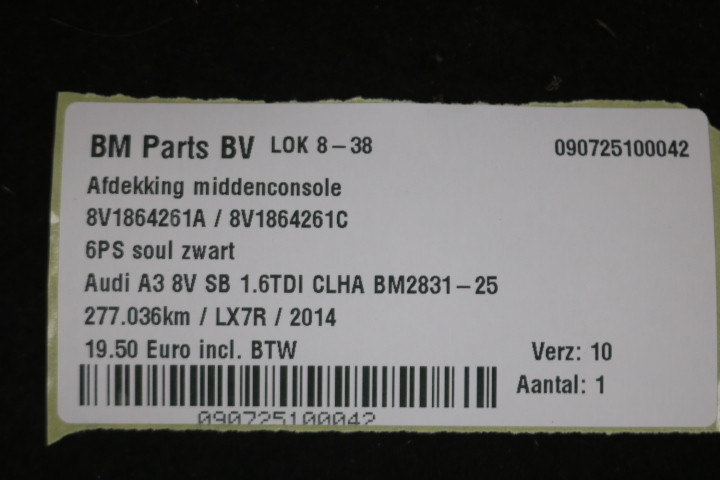 BM Parts BV LOK 8-38 090725100042
Afdekking middenconsole
8V1864261A / 8V1864261C
6PS soul zwart
Audi A3 8V SB 1.6TDI CLHA BM2831-25
277.036km / LX7R / 2014
19.50 Euro incl. BTW Verz: 10
Aantal: 1
090725100042